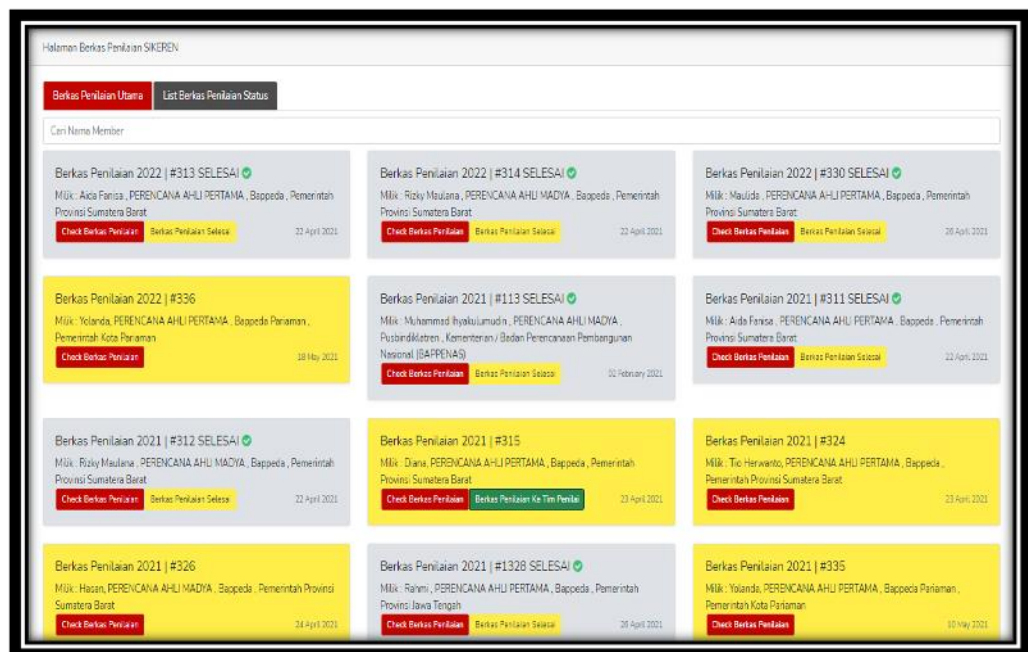 Halaman Berkas Penilaian SIKEREN
Berkas Penilaian Utama
List Berkas Penilaian Status
Cari Nama Member
Berkas Penilaian 2022 | #313 SELESAI
Milik : Aida Fanisa , PERENCANA AHLI PERTAMA , Bappeda , Pemerintah
Provinsi Sumatera Barat
Check Berkas Penilaian
Berkas Penilaian Selesai
22 April 2021
Berkas Penilaian 2022 | #314 SELESAI
Milik : Rizky Maulana , PERENCANA AHLI MADYA , Bappeda , Pemerintah
Provinsi Sumatera Barat
Check Berkas Penilaian
Berkas Penilaian Selesai
22 April 2021
Berkas Penilaian 2022 | #330 SELESAI
Milik : Maulida , PERENCANA AHLI PERTAMA , Bappeda , Pemerintah
Provinsi Sumatera Barat
Check Berkas Penilaian
Berkas Penilaian Selesai
26 April 2021
Berkas Penilaian 2022 | #336
Milik : Yolanda, PERENCANA AHLI PERTAMA , Bappeda Pariaman ,
Pemerintah Kota Pariaman
Check Berkas Penilaian
18 May 2021
Berkas Penilaian 2021 | #113 SELESAI
Milik : Muhammad Ihyakulumudin , PERENCANA AHLI MADYA ,
Pusbindiklatren , Kementerian / Badan Perencanaan Pembangunan
Nasional (BAPPENAS)
Check Berkas Penilaian
Berkas Penilaian Selesai
02 February 2021
Berkas Penilaian 2021 | #311 SELESAI
Milik : Aida Fanisa , PERENCANA AHLI PERTAMA , Bappeda , Pemerintah
Provinsi Sumatera Barat
Check Berkas Penilaian
Berkas Penilaian Selesai
22 April 2021
Berkas Penilaian 2021 | #312 SELESAI
Milik : Rizky Maulana , PERENCANA AHLI MADYA , Bappeda , Pemerintah
Provinsi Sumatera Barat
Check Berkas Penilaian
Berkas Penilaian Selesai
22 April 2021
Berkas Penilaian 2021 | #315
Milik : Diana, PERENCANA AHLI PERTAMA , Bappeda , Pemerintah
Provinsi Sumatera Barat
Check Berkas Penilaian
Berkas Penilaian Ke Tim Penilai
23 April 2021
Berkas Penilaian 2021 | #324
Milik : Tio Herwanto, PERENCANA AHLI PERTAMA , Bappeda ,
Pemerintah Provinsi Sumatera Barat
Check Berkas Penilaian
23 April 2021
Berkas Penilaian 2021 | #326
Milik : Hasan, PERENCANA AHLI MADYA , Bappeda , Pemerintah Provinsi
Sumatera Barat
Check Berkas Penilaian
24 April 2021
Berkas Penilaian 2021 | #1328 SELESAI
Milik : Rahmi , PERENCANA AHLI PERTAMA , Bappeda , Pemerintah
Provinsi Jawa Tengah
Check Berkas Penilaian
Berkas Penilaian Selesai
26 April 2021
Berkas Penilaian 2021 | #335
Milik : Yolanda, PERENCANA AHLI PERTAMA , Bappeda Pariaman ,
Pemerintah Kota Pariaman
Check Berkas Penilaian
10 May 2021